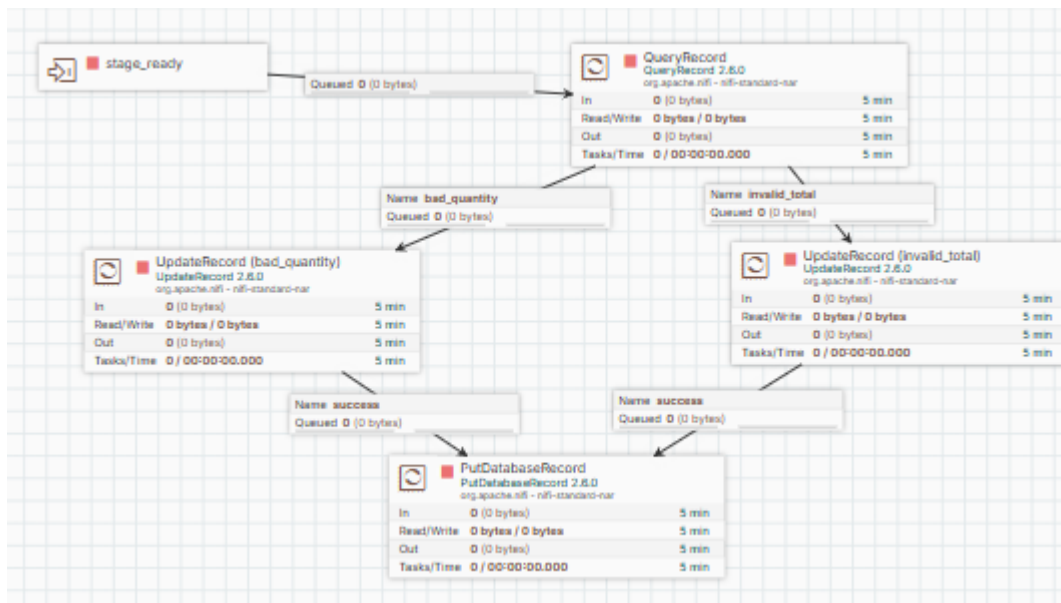 stage_ready
Queued 0 (0 bytes)
QueryRecord
QueryRecord 2.6.0
org.apache.nifi - nifi-standard-nar
In 0 (0 bytes) 5 min
Read/Write 0 bytes / 0 bytes 5 min
Out 0 (0 bytes) 5 min
Tasks/Time 0 / 00:00:00.000 5 min
Name bad_quantity
Queued 0 (0 bytes)
Name invalid_total
Queued 0 (0 bytes)
UpdateRecord (bad_quantity)
UpdateRecord 2.6.0
org.apache.nifi - nifi-standard-nar
In 0 (0 bytes) 5 min
Read/Write 0 bytes / 0 bytes 5 min
Out 0 (0 bytes) 5 min
Tasks/Time 0 / 00:00:00.000 5 min
UpdateRecord (invalid_total)
UpdateRecord 2.6.0
org.apache.nifi - nifi-standard-nar
In 0 (0 bytes) 5 min
Read/Write 0 bytes / 0 bytes 5 min
Out 0 (0 bytes) 5 min
Tasks/Time 0 / 00:00:00.000 5 min
Name success
Queued 0 (0 bytes)
Name success
Queued 0 (0 bytes)
PutDatabaseRecord
PutDatabaseRecord 2.6.0
org.apache.nifi - nifi-standard-nar
In 0 (0 bytes) 5 min
Read/Write 0 bytes / 0 bytes 5 min
Out 0 (0 bytes) 5 min
Tasks/Time 0 / 00:00:00.000 5 min